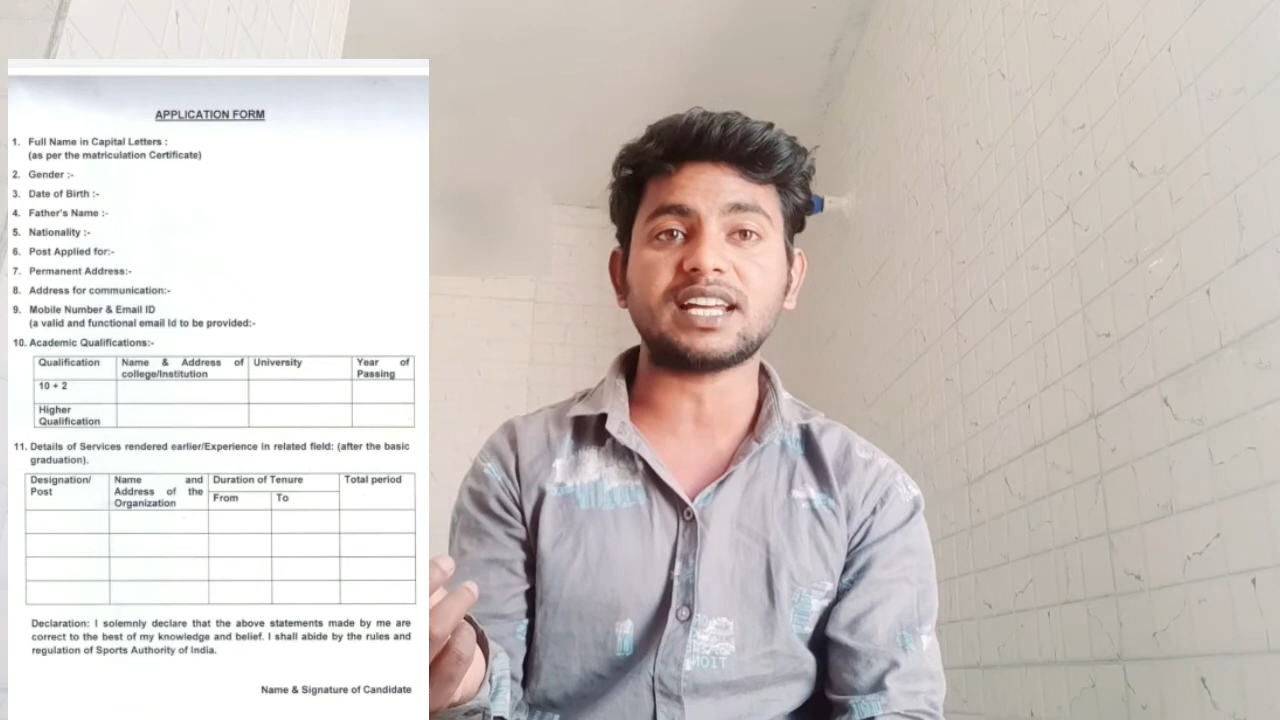 APPLICATION FORM
1. Full Name in Capital Letters :
(as per the matriculation Certificate)
2. Gender :-
3. Date of Birth :-
4. Father's Name :-
5. Nationality :-
6. Post Applied for:-
7. Permanent Address:-
8. Address for communication:-
9. Mobile Number & Email ID
(a valid and functional email Id to be provided:-
10. Academic Qualifications:-
Qualification Name & Address of University Year of
college/Institution Passing
10 + 2
Higher
Qualification
11. Details of Services rendered earlier/Experience in related field: (after the basic
graduation).
Designation/ Name and Duration of Tenure Total period
Post Address of the From To
Organization
Declaration: I solemnly declare that the above statements made by me are
correct to the best of my knowledge and belief. I shall abide by the rules and
regulation of Sports Authority of India.
Name & Signature of Candidate